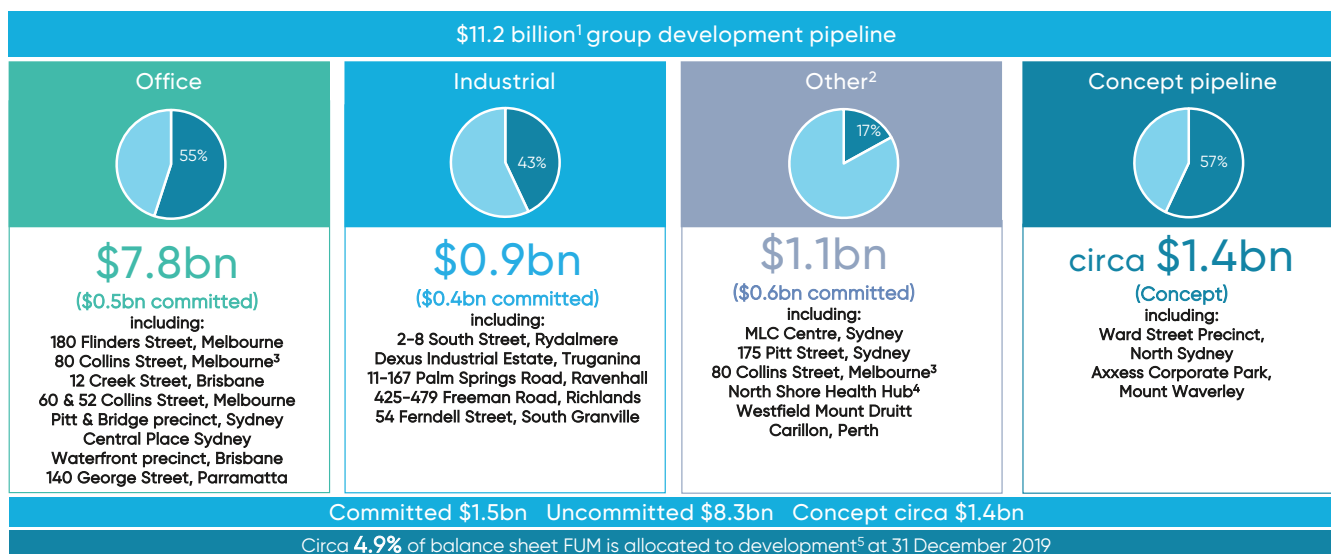 $11.2 billion¹ group development pipeline
Office
55%
$7.8bn
($0.5bn committed)
including:
180 Flinders Street, Melbourne
80 Collins Street, Melbourne³
12 Creek Street, Brisbane
60 & 52 Collins Street, Melbourne
Pitt & Bridge precinct, Sydney
Central Place Sydney
Waterfront precinct, Brisbane
140 George Street, Parramatta
Industrial
43%
$0.9bn
($0.4bn committed)
including:
2-8 South Street, Rydalmere
Dexus Industrial Estate, Truganina
11-167 Palm Springs Road, Ravenhall
425-479 Freeman Road, Richlands
54 Ferndell Street, South Granville
Other²
17%
$1.1bn
($0.6bn committed)
including:
MLC Centre, Sydney
175 Pitt Street, Sydney
80 Collins Street, Melbourne³
North Shore Health Hub⁴
Westfield Mount Druitt
Carillon, Perth
Concept pipeline
57%
circa $1.4bn
(Concept)
including:
Ward Street Precinct,
North Sydney
Axxess Corporate Park,
Mount Waverley
Committed $1.5bn Uncommitted $8.3bn Concept circa $1.4bn
Circa 4.9% of balance sheet FUM is allocated to development⁵ at 31 December 2019